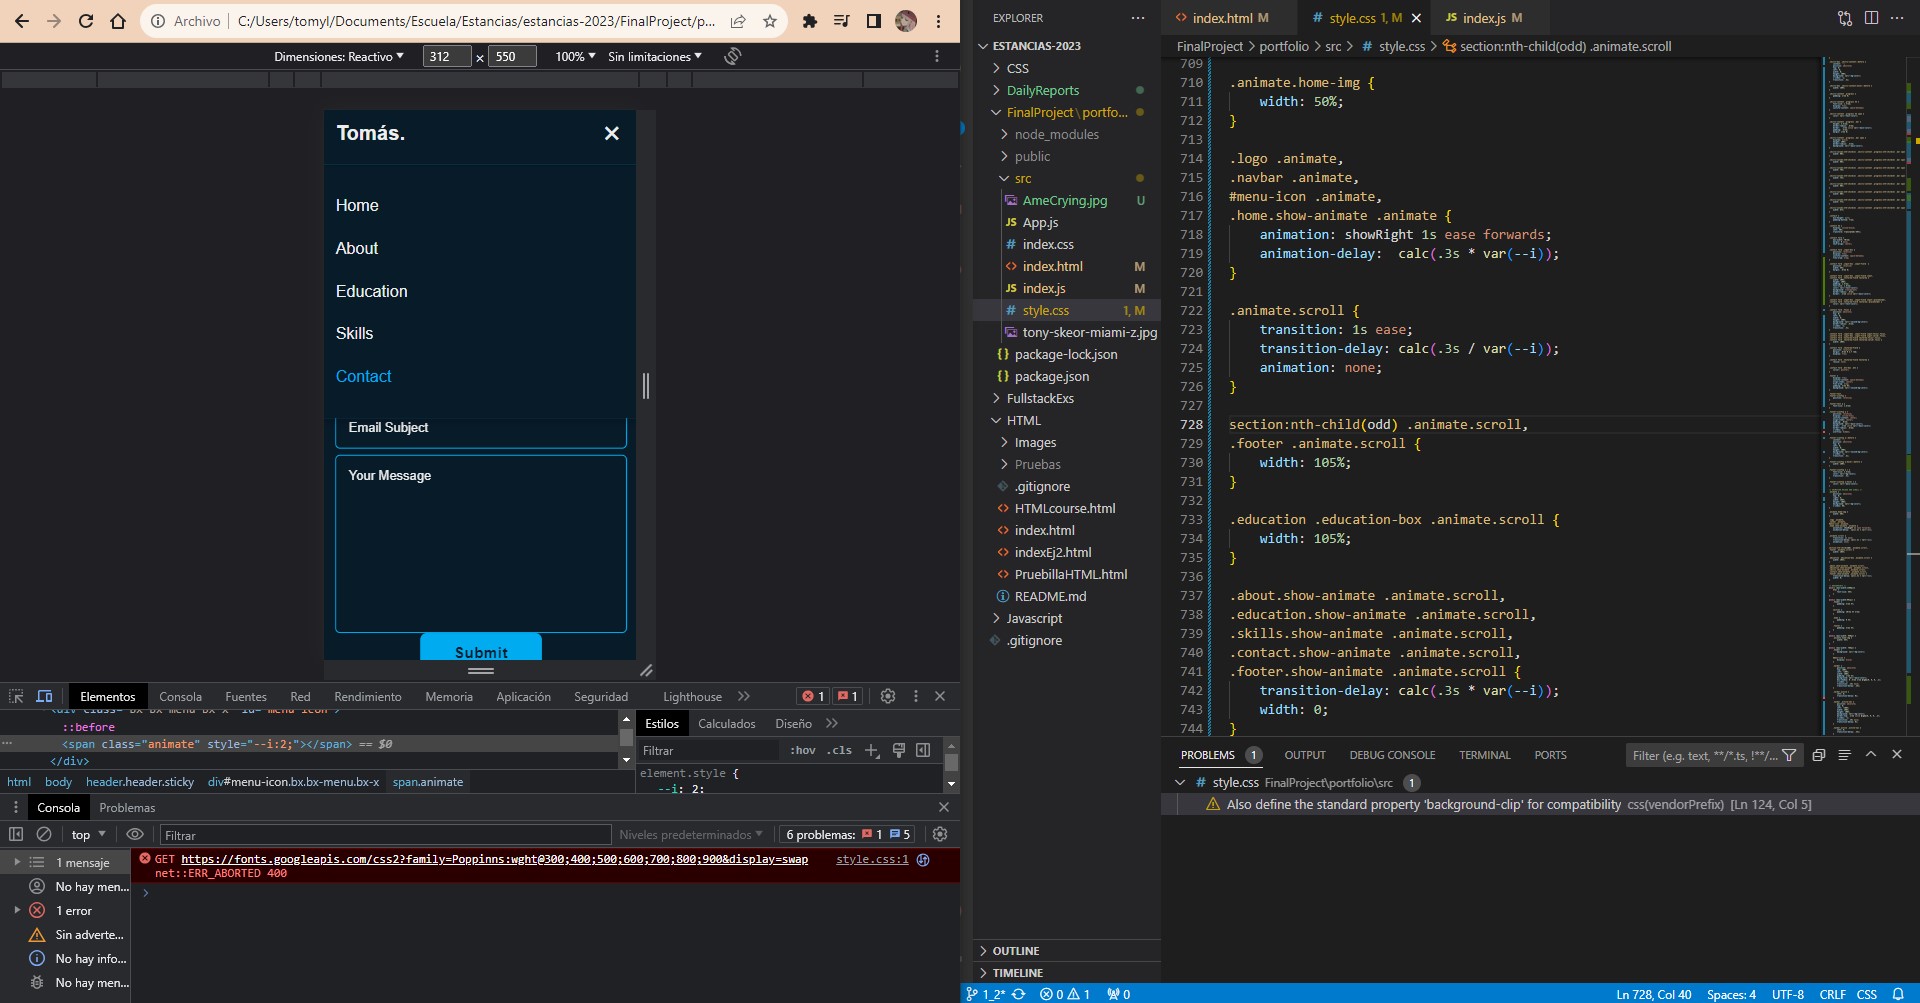 Archivo
C:/Users/tomyl/Documents/Escuela/Estancias/estancias-2023/FinalProject/p...
Dimensiones: Reactivo
312 × 550
100%
Sin limitaciones
Tomás.
Home
About
Education
Skills
Contact
Email Subject
Your Message
Submit
Elementos
Consola
Fuentes
Red
Rendimiento
Memoria
Aplicación
Seguridad
Lighthouse
1
1
<div class="bx bx-menu bx-x" id="menu-icon">
::before
<span class="animate" style="--i:2;"></span> == $0
</div>
html body header.header.sticky div#menu-icon.bx.bx-menu.bx-x span.animate
Estilos
Calculados
Diseño
Filtrar
:hov .cls
element.style {
--i: 2;
Consola
Problemas
top
Filtrar
Niveles predeterminados
6 problemas: 1 5
1 mensaje
No hay men...
1 error
Sin adverte...
No hay info...
No hay men...
GET https://fonts.googleapis.com/css2?family=Poppinns:wght@300;400;500;600;700;800;900&display=swap style.css:1
net::ERR_ABORTED 400
EXPLORER
ESTANCIAS-2023
CSS
DailyReports
FinalProject\portfo...
node_modules
public
src
AmeCrying.jpg U
App.js
index.css
index.html M
index.js M
style.css 1, M
tony-skeor-miami-z.jpg
package-lock.json
package.json
FullstackExs
HTML
Images
Pruebas
.gitignore
HTMLcourse.html
index.html
indexEj2.html
PruebillaHTML.html
README.md
Javascript
.gitignore
OUTLINE
TIMELINE
index.html M
style.css 1, M
index.js M
FinalProject > portfolio > src > style.css > section:nth-child(odd) .animate.scroll
709
710 .animate.home-img {
711 width: 50%;
712 }
713
714 .logo .animate,
715 .navbar .animate,
716 #menu-icon .animate,
717 .home.show-animate .animate {
718 animation: showRight 1s ease forwards;
719 animation-delay:  calc(.3s * var(--i));
720 }
721
722 .animate.scroll {
723 transition: 1s ease;
724 transition-delay: calc(.3s / var(--i));
725 animation: none;
726 }
727
728 section:nth-child(odd) .animate.scroll,
729 .footer .animate.scroll {
730 width: 105%;
731 }
732
733 .education .education-box .animate.scroll {
734 width: 105%;
735 }
736
737 .about.show-animate .animate.scroll,
738 .education.show-animate .animate.scroll,
739 .skills.show-animate .animate.scroll,
740 .contact.show-animate .animate.scroll,
741 .footer.show-animate .animate.scroll {
742 transition-delay: calc(.3s * var(--i));
743 width: 0;
744 }
PROBLEMS 1
OUTPUT
DEBUG CONSOLE
TERMINAL
PORTS
Filter (e.g. text, **/*.ts, !**/...
style.css FinalProject\portfolio\src 1
Also define the standard property 'background-clip' for compatibility css(vendorPrefix) [Ln 124, Col 5]
1_2*
0 1
0
Ln 728, Col 40
Spaces: 4
UTF-8
CRLF
CSS